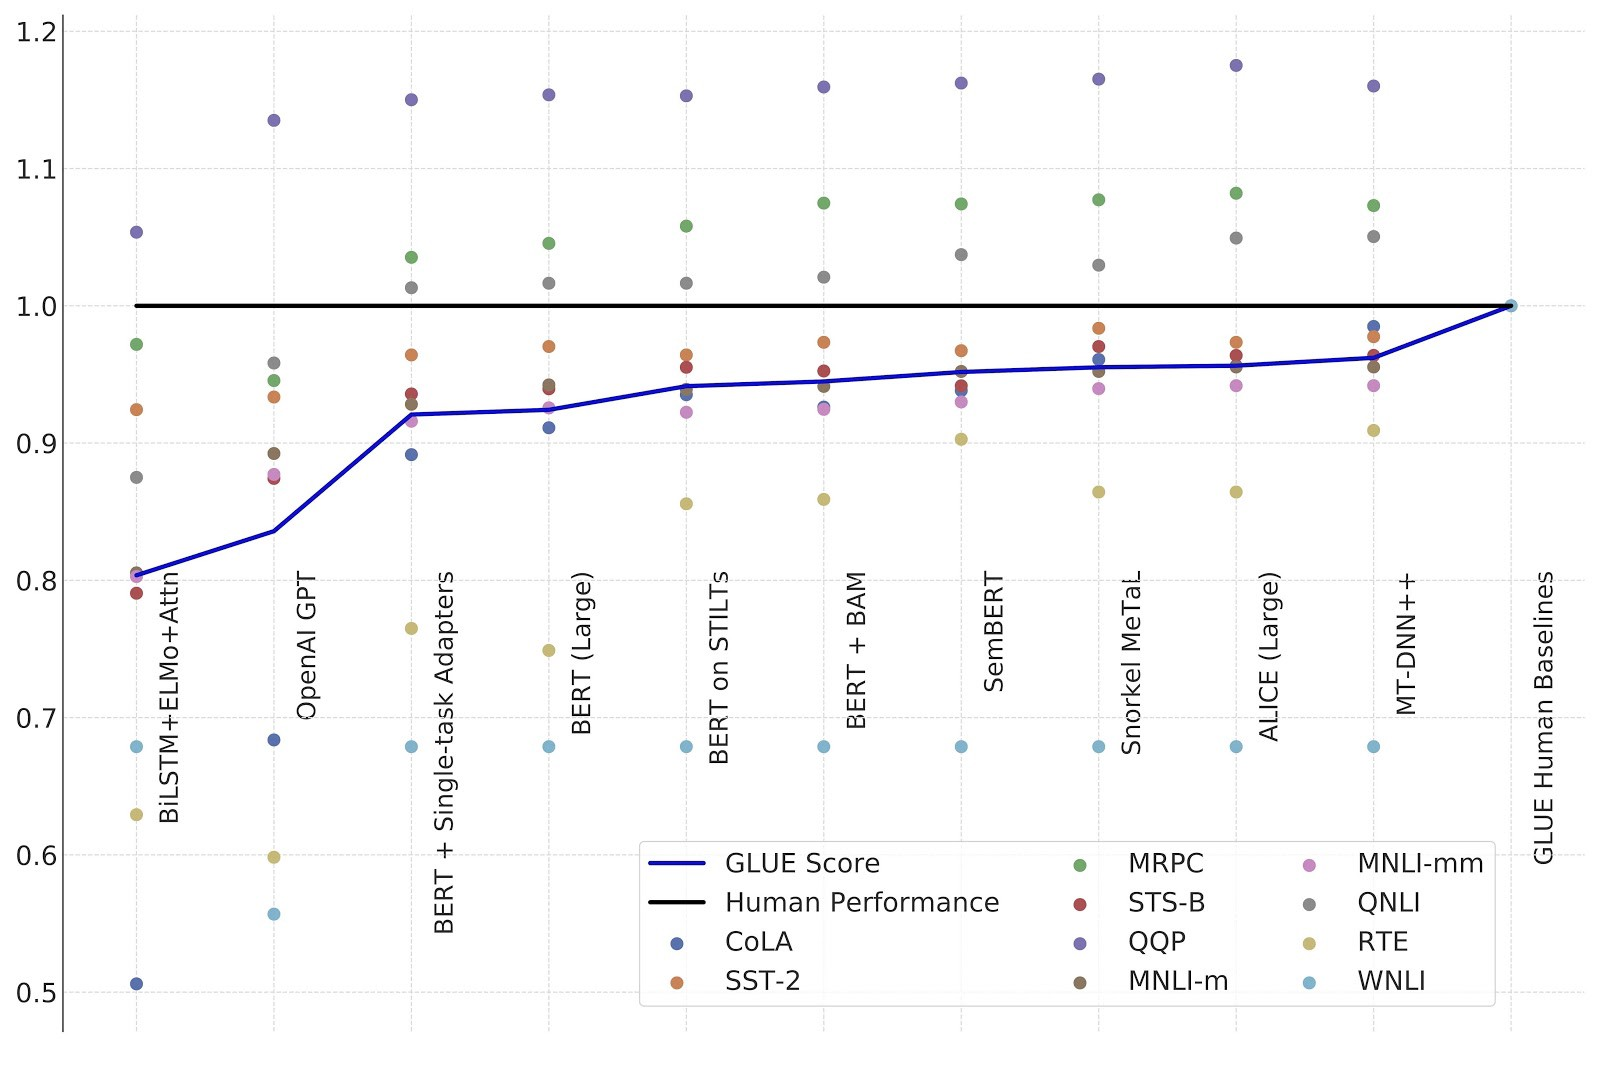 1.2
1.1
1.0
0.9
0.8
0.7
0.6
0.5
BiLSTM+ELMo+Attn
OpenAI GPT
BERT + Single-task Adapters
BERT (Large)
BERT on STILTs
BERT + BAM
SemBERT
Snorkel MeTaL
ALICE (Large)
MT-DNN++
GLUE Human Baselines
GLUE Score
Human Performance
CoLA
SST-2
MRPC
STS-B
QQP
MNLI-m
MNLI-mm
QNLI
RTE
WNLI